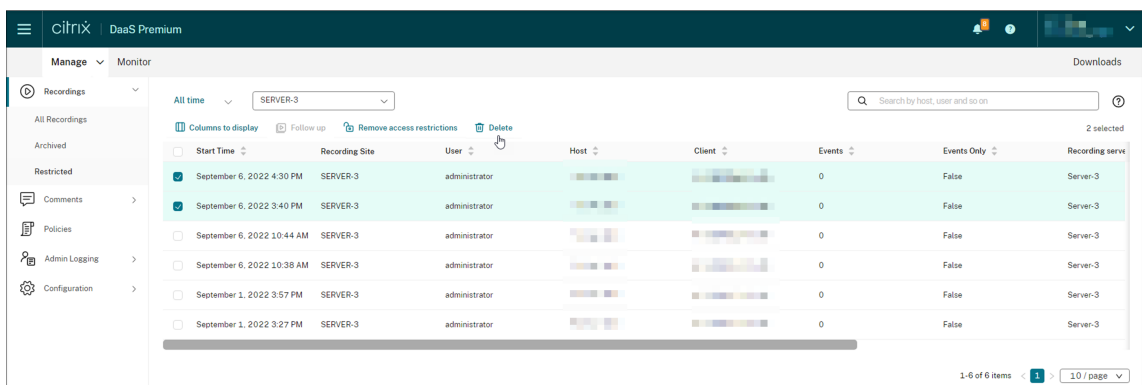 citrix | DaaS Premium 8 ?
Manage Monitor Downloads
Recordings
All Recordings
Archived
Restricted
Comments
Policies
Admin Logging
Configuration
All time SERVER-3 Search by host, user and so on
Columns to display Follow up Remove access restrictions Delete 2 selected
Start Time Recording Site User Host Client Events Events Only Recording serve
September 6, 2022 4:30 PM SERVER-3 administrator 0 False Server-3
September 6, 2022 3:40 PM SERVER-3 administrator 0 False Server-3
September 6, 2022 10:44 AM SERVER-3 administrator 0 False Server-3
September 6, 2022 10:38 AM SERVER-3 administrator 0 False Server-3
September 1, 2022 3:57 PM SERVER-3 administrator 0 False Server-3
September 1, 2022 3:27 PM SERVER-3 administrator 0 False Server-3
1-6 of 6 items < 1 > 10 / page